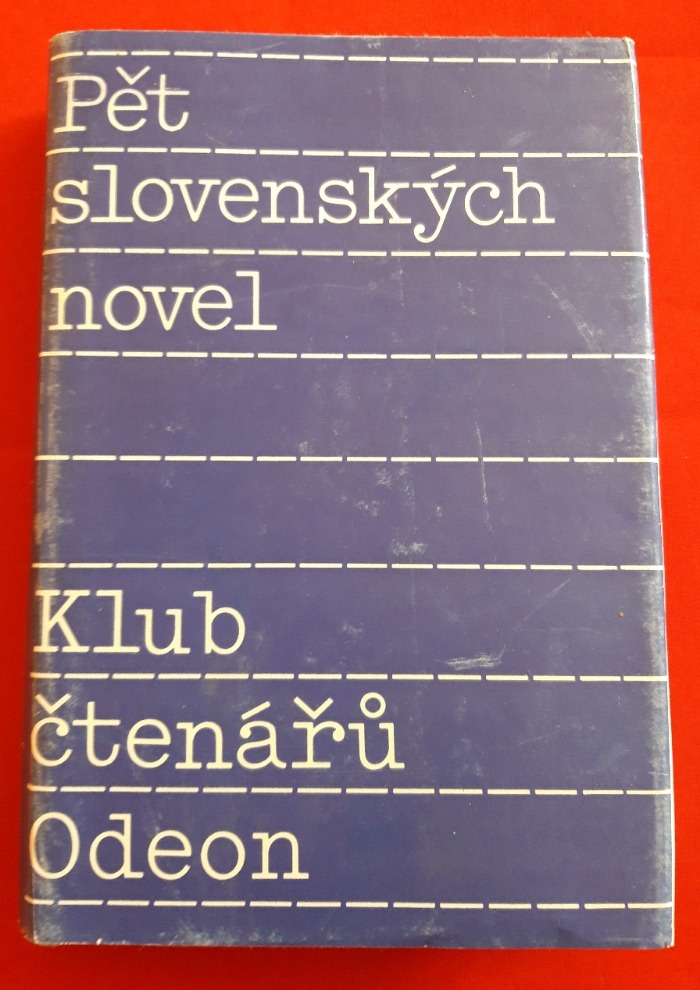 Pět
slovenských
novel
Klub
čtenářů
Odeon